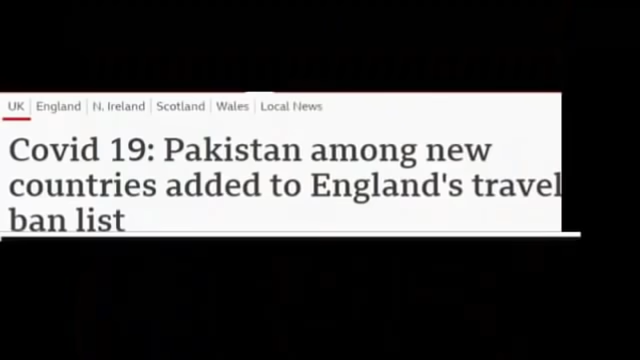 UK England N. Ireland Scotland Wales Local News
Covid 19: Pakistan among new
countries added to England's travel
ban list